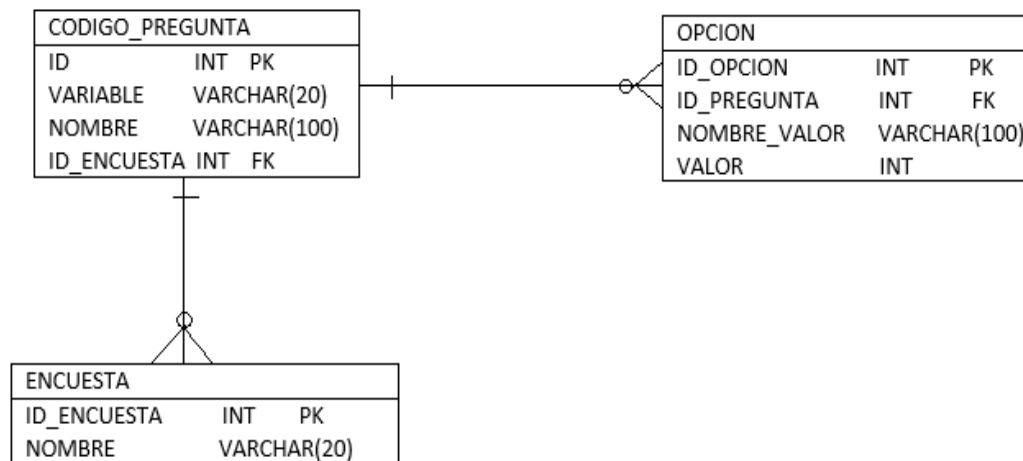 CODIGO_PREGUNTA
ID INT PK
VARIABLE VARCHAR(20)
NOMBRE VARCHAR(100)
ID_ENCUESTA INT FK
OPCION
ID_OPCION INT PK
ID_PREGUNTA INT FK
NOMBRE_VALOR VARCHAR(100)
VALOR INT
ENCUESTA
ID_ENCUESTA INT PK
NOMBRE VARCHAR(20)